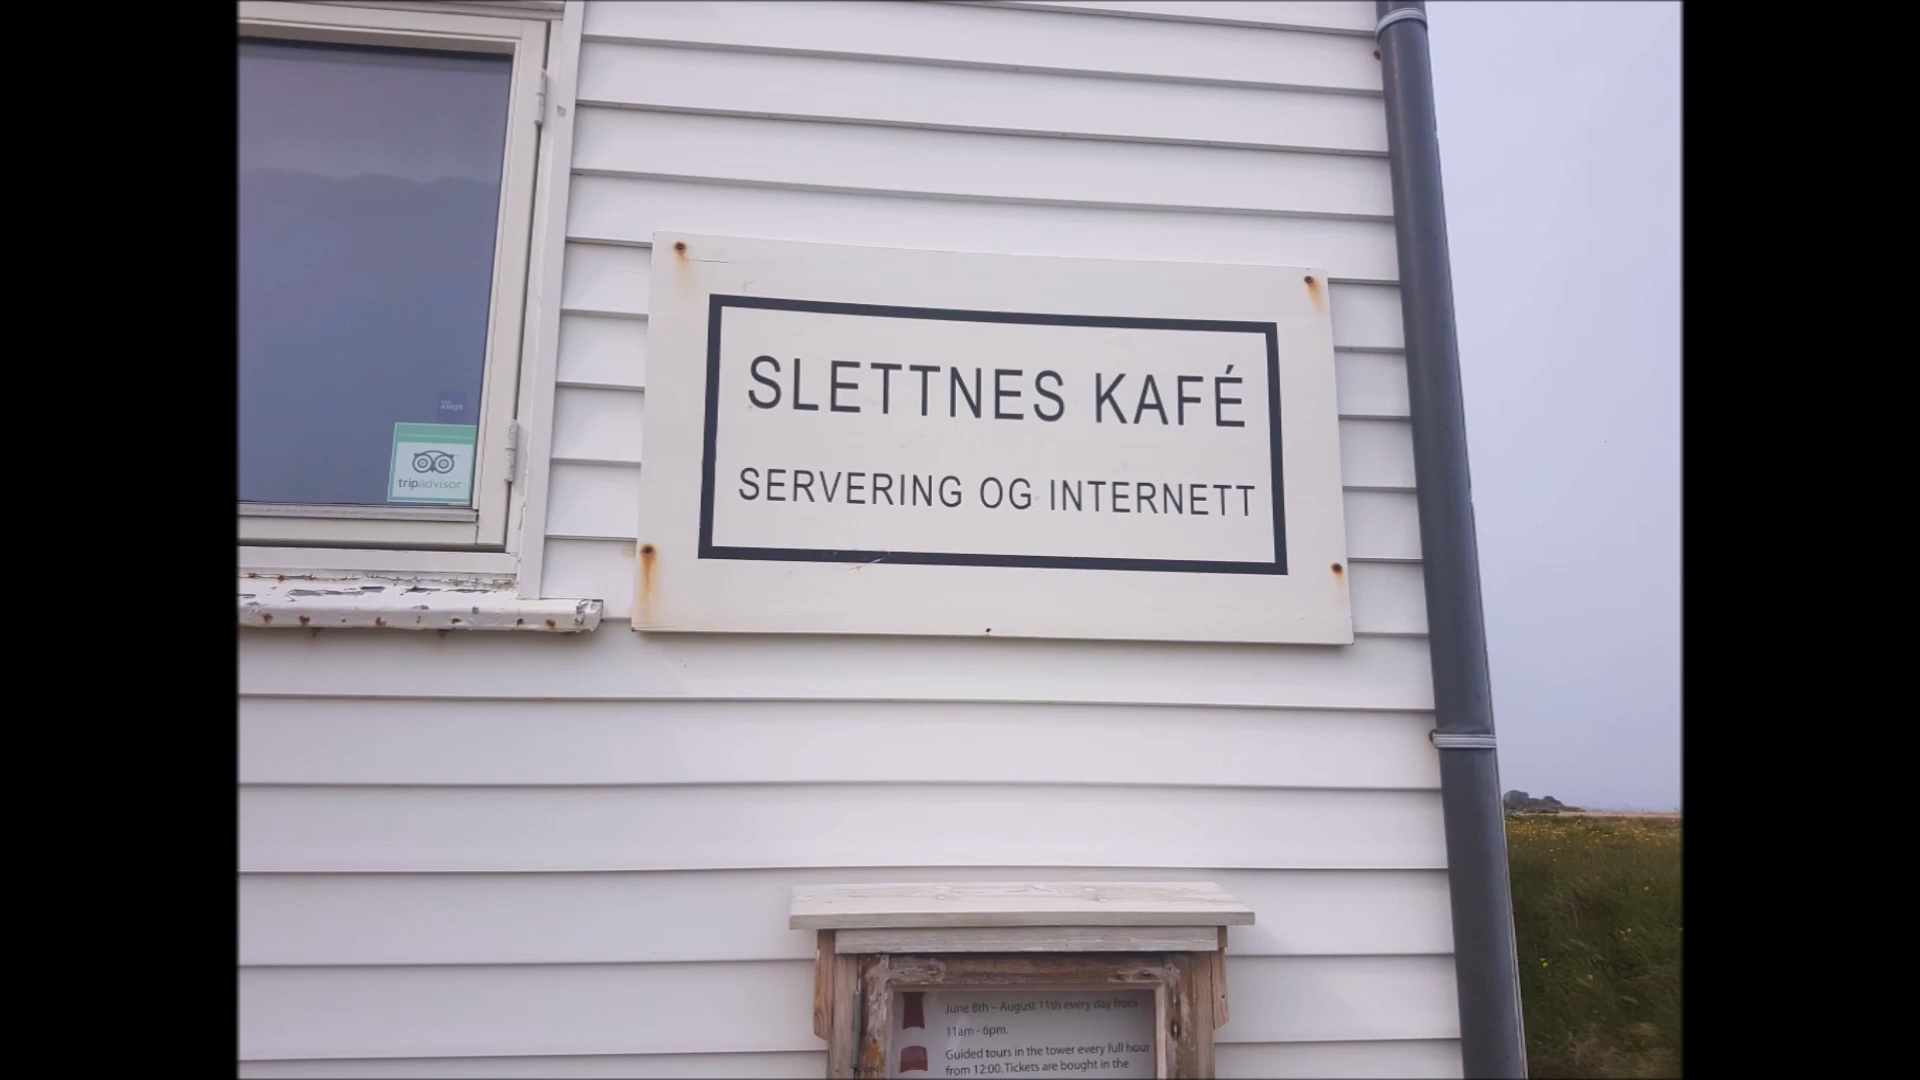 SLETTNES KAFÉ
SERVERING OG INTERNETT
tripadvisor
June 8th – August 11th every day from
11am - 6pm.
Guided tours in the tower every full hour
from 12:00. Tickets are bought in the